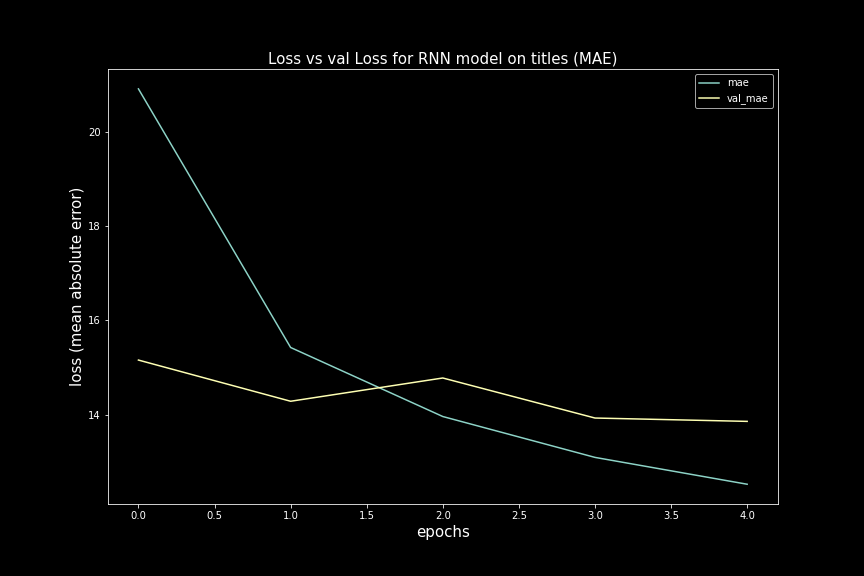 Loss vs val Loss for RNN model on titles (MAE)
mae
val_mae
loss (mean absolute error)
20
18
16
14
0.0 0.5 1.0 1.5 2.0 2.5 3.0 3.5 4.0
epochs